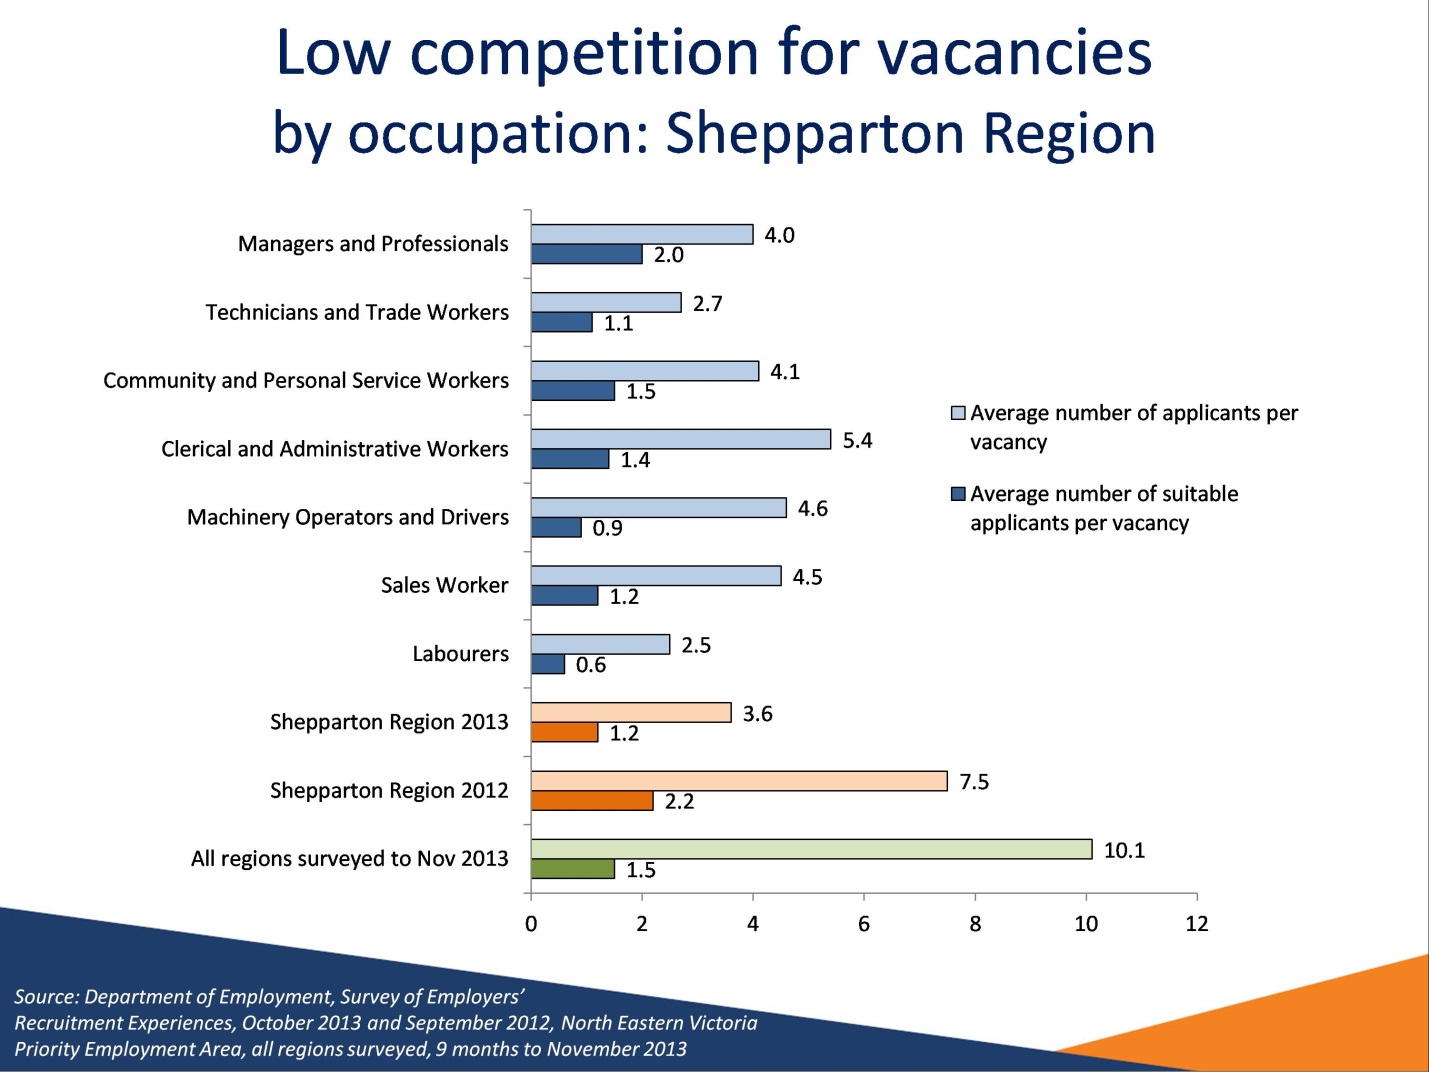 Low competition for vacancies
by occupation: Shepparton Region
Managers and Professionals
4.0
2.0
Technicians and Trade Workers
2.7
1.1
Community and Personal Service Workers
4.1
1.5
Clerical and Administrative Workers
5.4
1.4
Machinery Operators and Drivers
4.6
0.9
Sales Worker
4.5
1.2
Labourers
2.5
0.6
Shepparton Region 2013
3.6
1.2
Shepparton Region 2012
7.5
2.2
All regions surveyed to Nov 2013
10.1
1.5
0 2 4 6 8 10 12
Average number of applicants per
vacancy
Average number of suitable
applicants per vacancy
Source: Department of Employment, Survey of Employers’
Recruitment Experiences, October 2013 and September 2012, North Eastern Victoria
Priority Employment Area, all regions surveyed, 9 months to November 2013